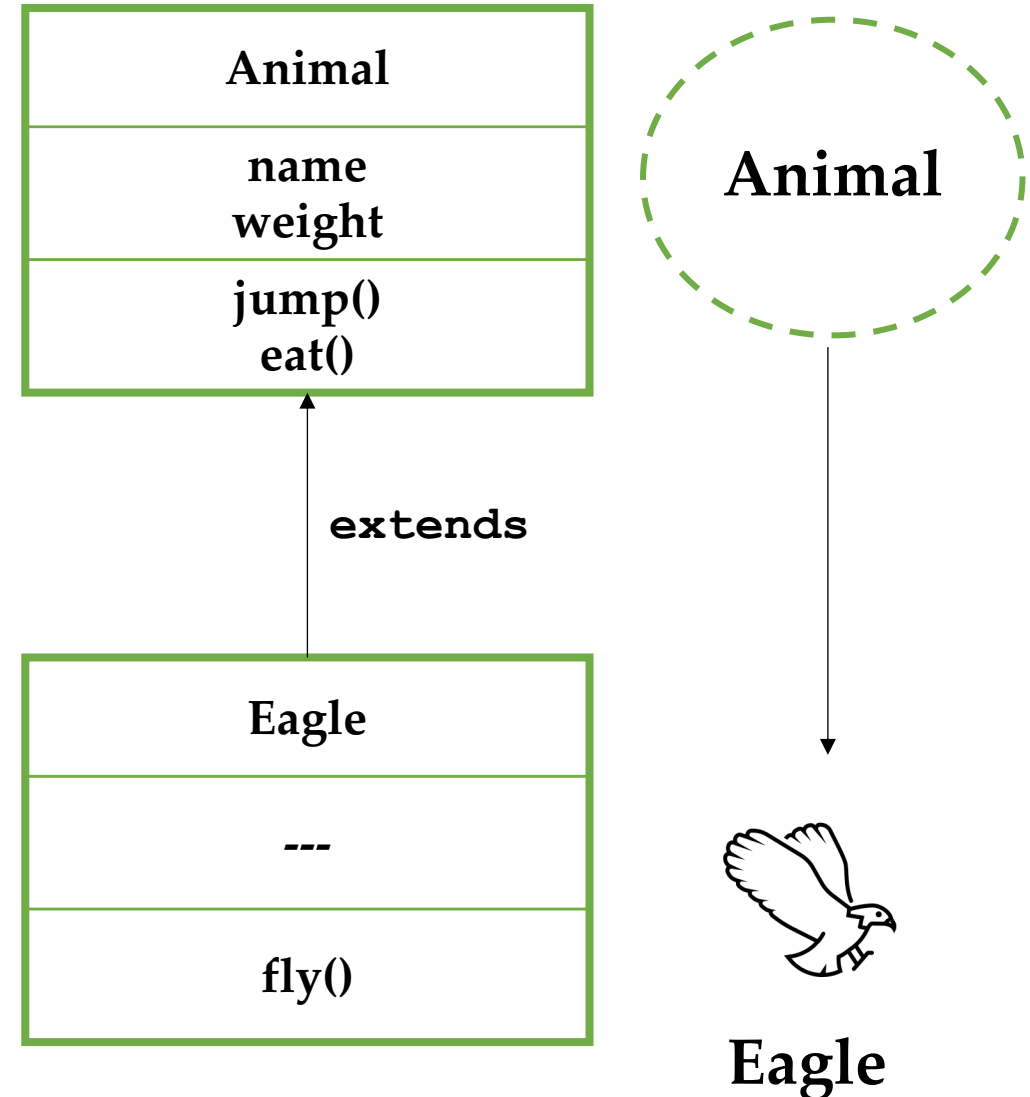 Animal
name
weight
jump()
eat()
extends
Eagle
---
fly()
Animal
Eagle